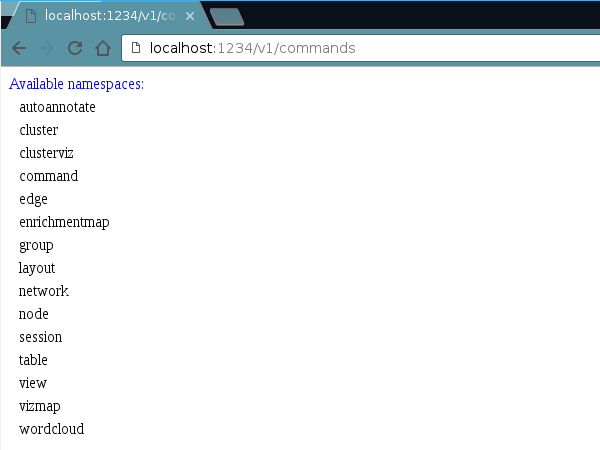 localhost:1234/v1/co
localhost:1234/v1/commands
Available namespaces:
autoannotate
cluster
clusterviz
command
edge
enrichmentmap
group
layout
network
node
session
table
view
vizmap
wordcloud